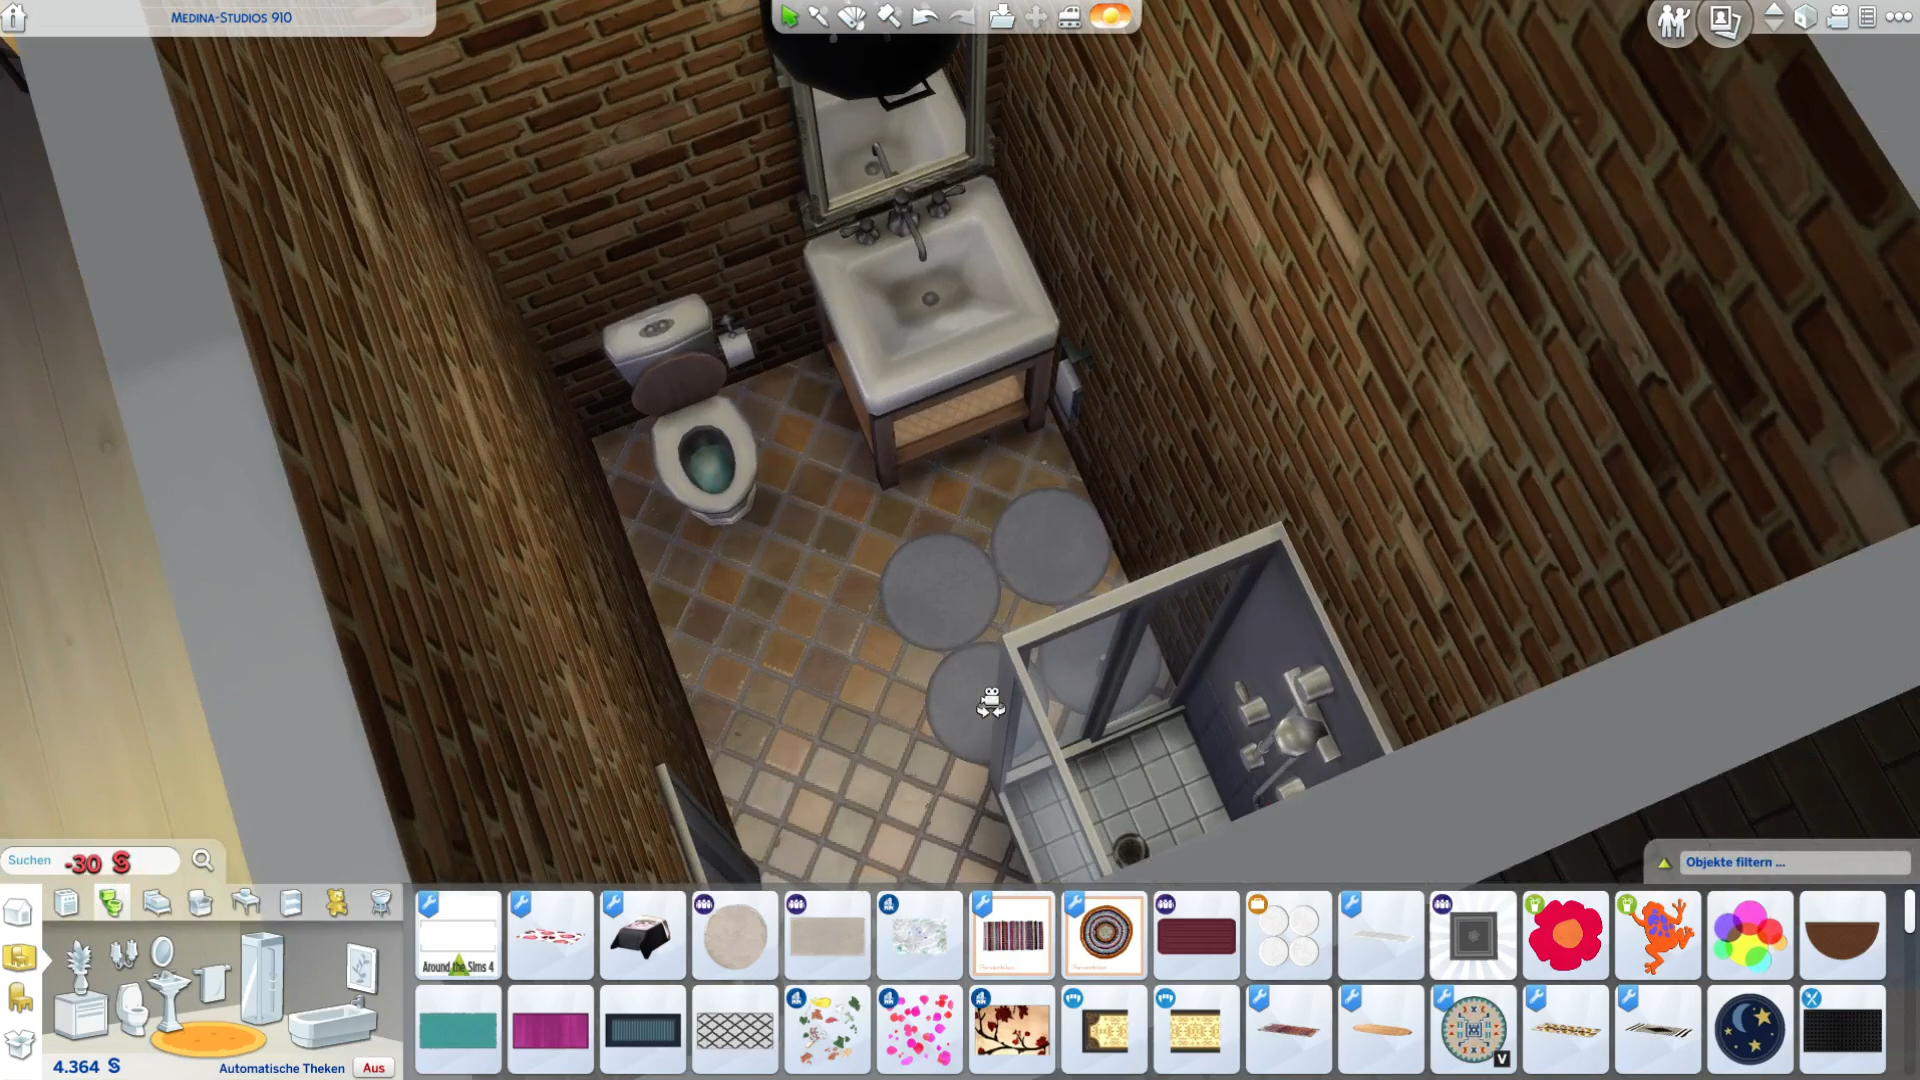 Medina-Studios 910
Suchen
-30 §
Objekte filtern ...
Around the Sims 4
V
4.364 §
Automatische Theken
Aus